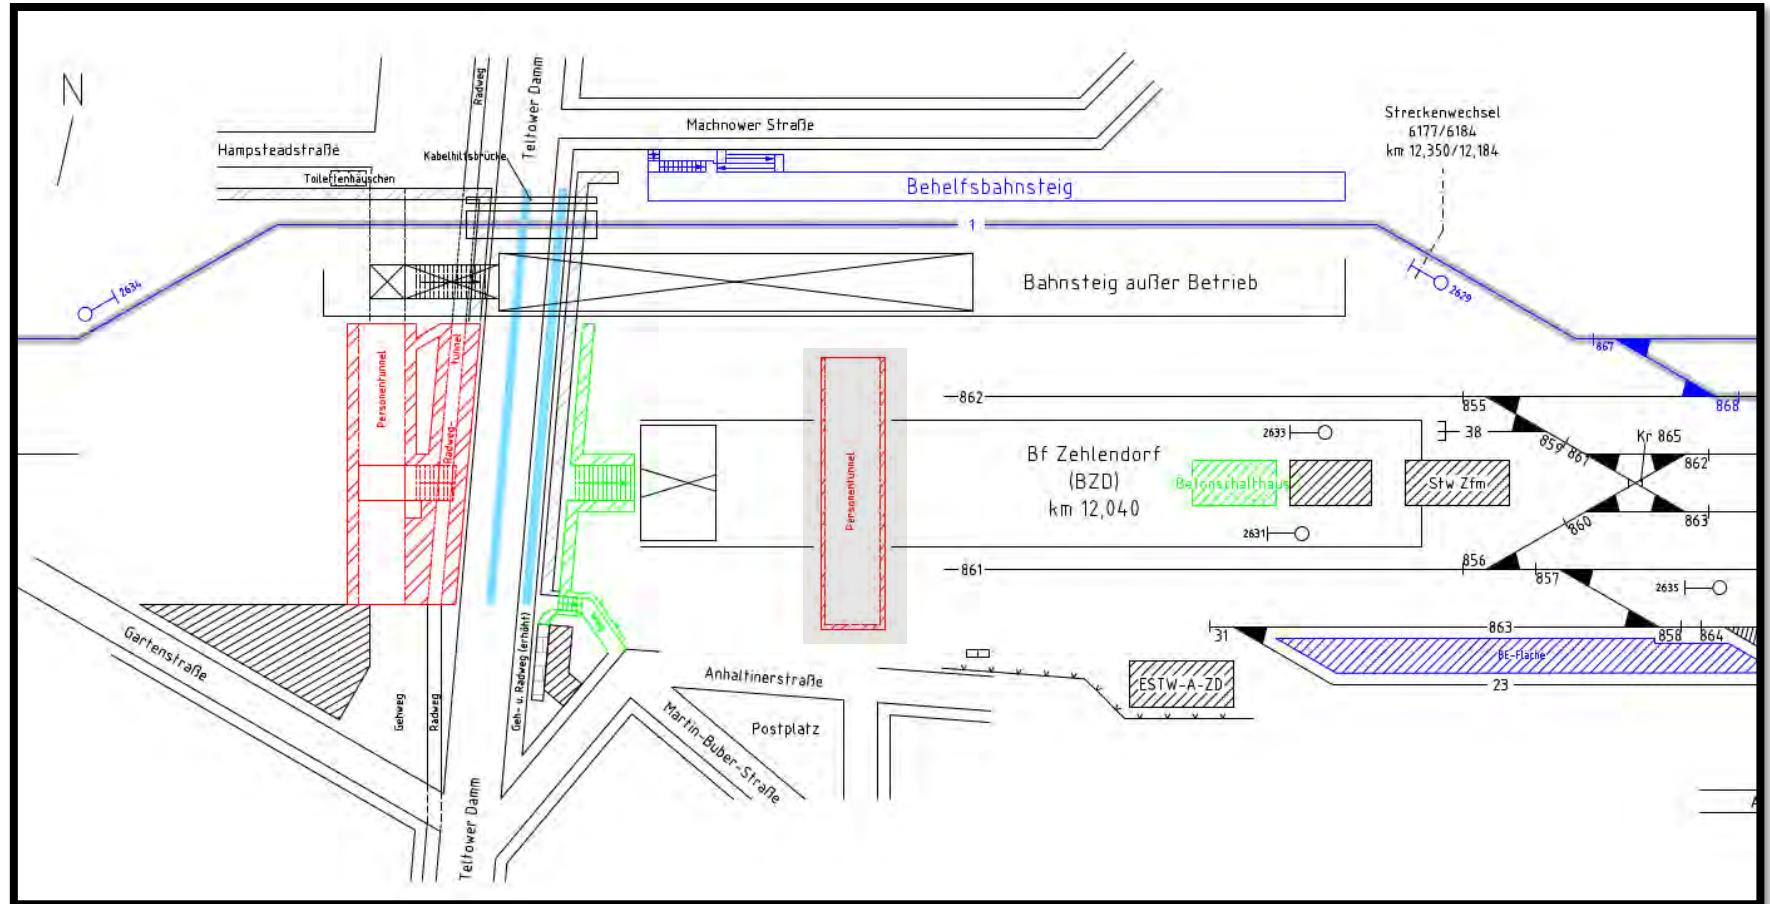 N
Radweg
Teltower Damm
Machnower Straße
Streckenwechsel
6177/6184
km 12,350/12,184
Hampsteadstraße
Kabelhilfsbrücke
Toilettenhäuschen
Behelfsbahnsteig
1
2634
Bahnsteig außer Betrieb
2629
867
868
Personentunnel
Radweg-
tunnel
Personentunnel
862
855
38
2633
859
861
Kr 865
862
Bf Zehlendorf
(BZD)
km 12,040
Betonschalthaus
Stw Zfm
2631
860
863
861
856
857
2635
31
863
858
864
BE-Fläche
23
Gartenstraße
Gehweg
Radweg
Geh- u. Radweg (erhöht)
Anhaltinerstraße
Postplatz
Martin-Buber-Straße
ESTW-A-ZD
Teltower Damm
A